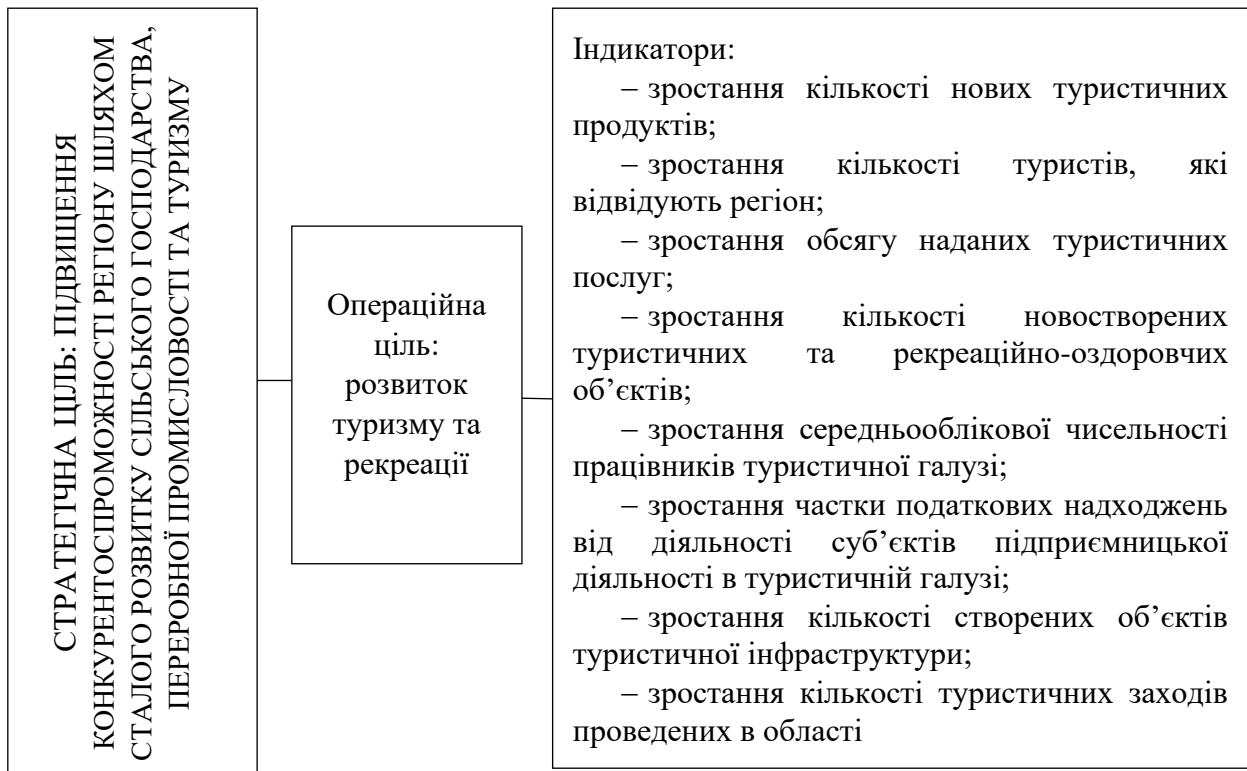 СТРАТЕГІЧНА ЦІЛЬ: ПІДВИЩЕННЯ
КОНКУРЕНТОСПРОМОЖНОСТІ РЕГІОНУ ШЛЯХОМ
СТАЛОГО РОЗВИТКУ СІЛЬСЬКОГО ГОСПОДАРСТВА,
ПЕРЕРОБНОЇ ПРОМИСЛОВОСТІ ТА ТУРИЗМУ
Операційна
ціль:
розвиток
туризму та
рекреації
Індикатори:
– зростання кількості нових туристичних
продуктів;
– зростання кількості туристів, які
відвідують регіон;
– зростання обсягу наданих туристичних
послуг;
– зростання кількості новостворених
туристичних та рекреаційно-оздоровчих
об’єктів;
– зростання середньооблікової чисельності
працівників туристичної галузі;
– зростання частки податкових надходжень
від діяльності суб’єктів підприємницької
діяльності в туристичній галузі;
– зростання кількості створених об’єктів
туристичної інфраструктури;
– зростання кількості туристичних заходів
проведених в області